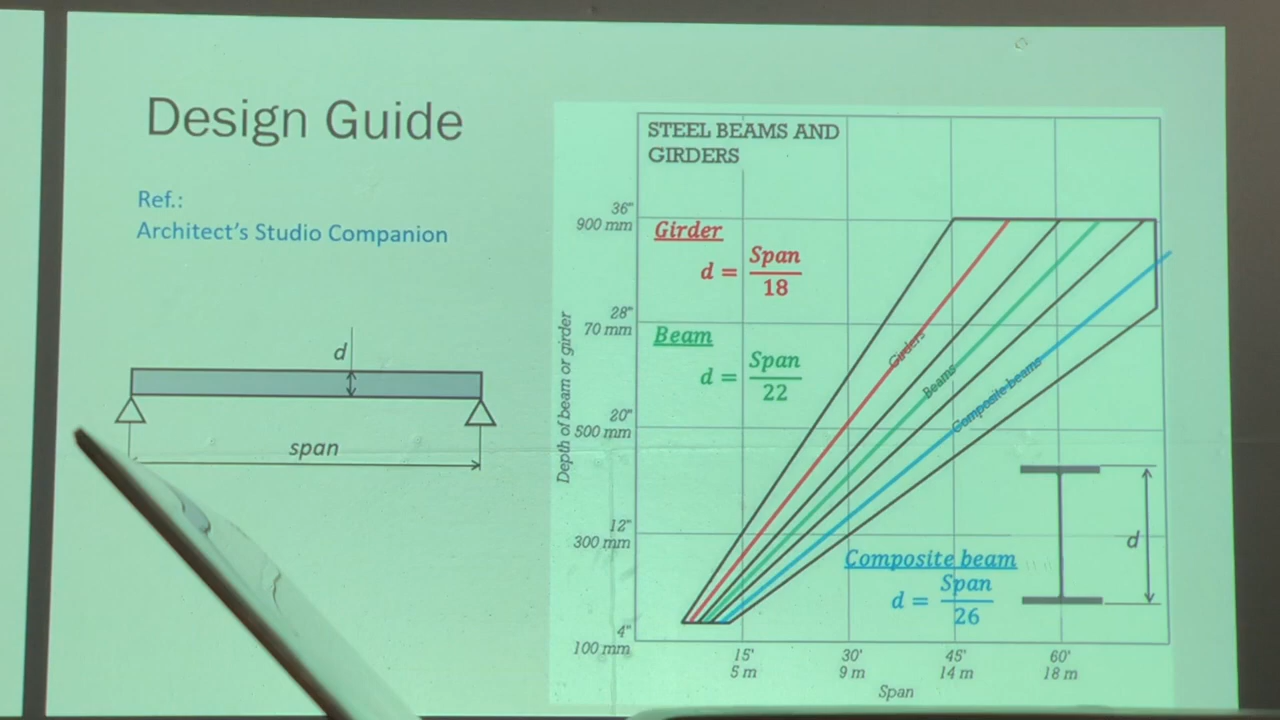 Design Guide
Ref.:
Architect's Studio Companion
d
span
STEEL BEAMS AND
GIRDERS
36"
900 mm
28"
70 mm
20"
500 mm
12"
300 mm
4"
100 mm
Depth of beam or girder
Girder
d = Span
18
Beam
d = Span
22
Girders
Beams
Composite beams
Composite beam
d = Span
26
d
15' 30' 45' 60'
5 m 9 m 14 m 18 m
Span